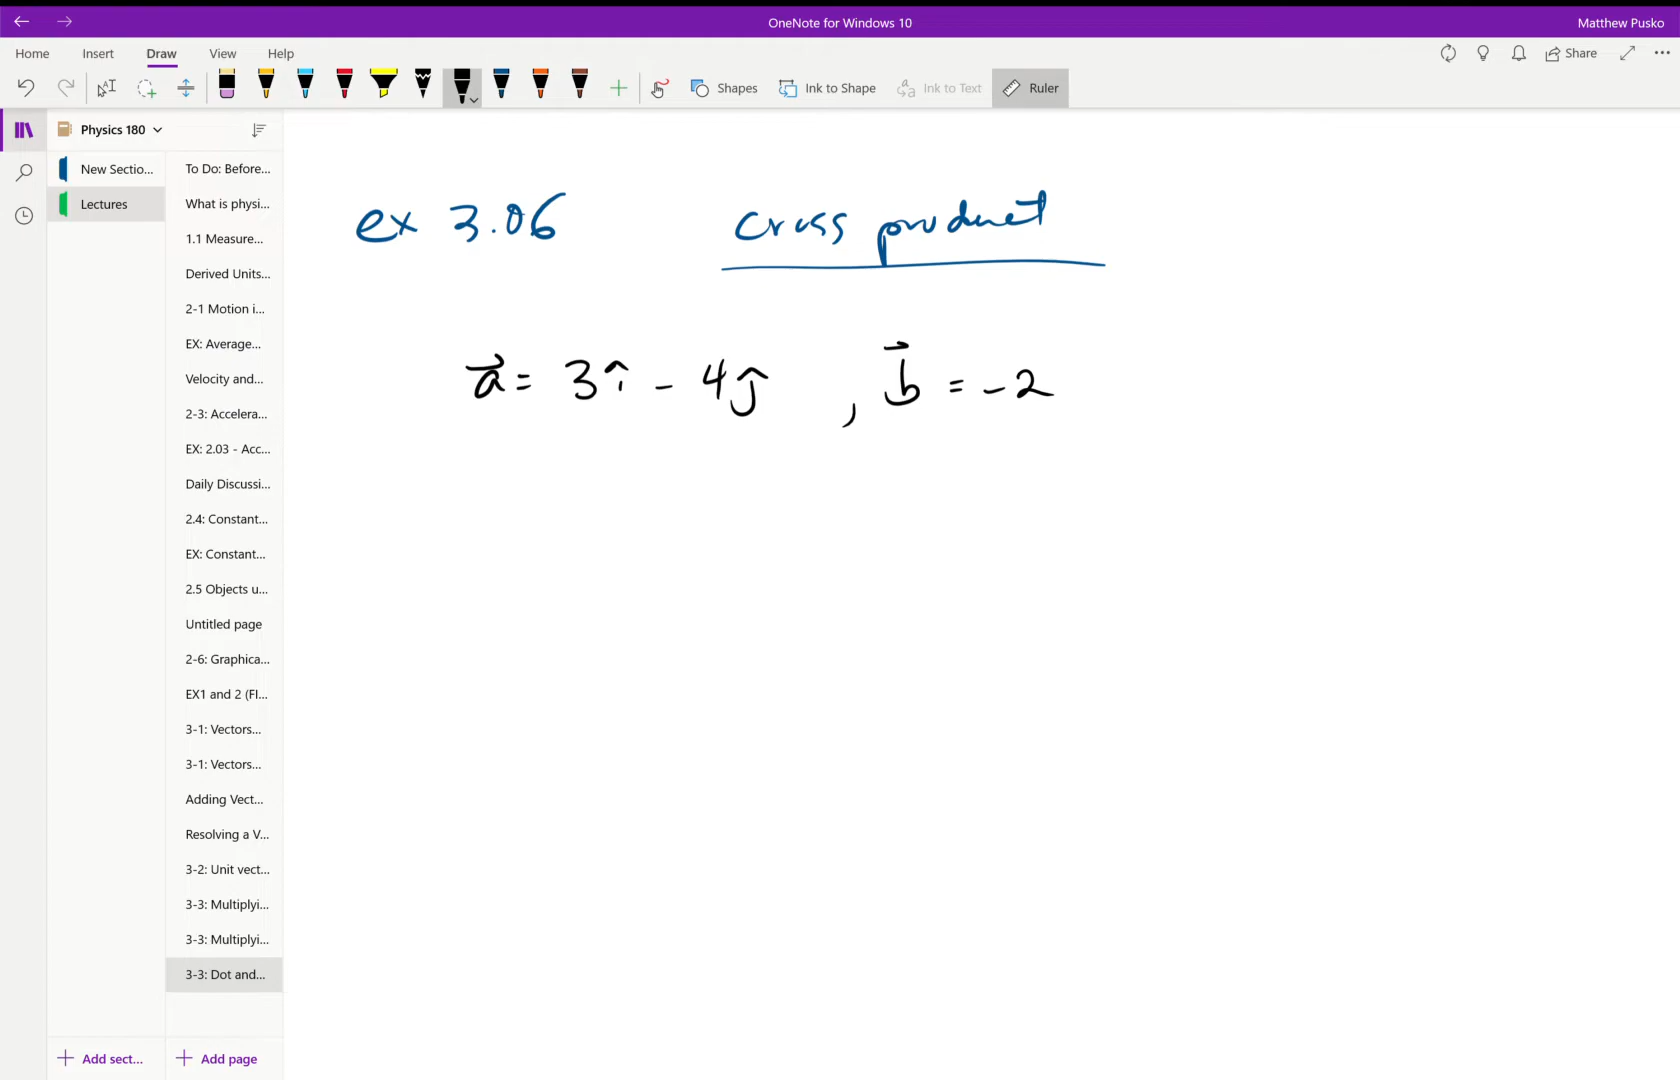 OneNote for Windows 10
Matthew Pusko
Home Insert Draw View Help
Share
Shapes Ink to Shape Ink to Text Ruler
Physics 180
New Sectio...
Lectures
To Do: Before...
What is physi...
1.1 Measure...
Derived Units...
2-1 Motion i...
EX: Average...
Velocity and...
2-3: Accelera...
EX: 2.03 - Acc...
Daily Discussi...
2.4: Constant...
EX: Constant...
2.5 Objects u...
Untitled page
2-6: Graphica...
EX1 and 2 (FI...
3-1: Vectors...
3-1: Vectors...
Adding Vect...
Resolving a V...
3-2: Unit vect...
3-3: Multiplyi...
3-3: Multiplyi...
3-3: Dot and...
Add sect...
Add page
ex 3.06 cross product
a⃗ = 3î - 4ĵ , b⃗ = -2